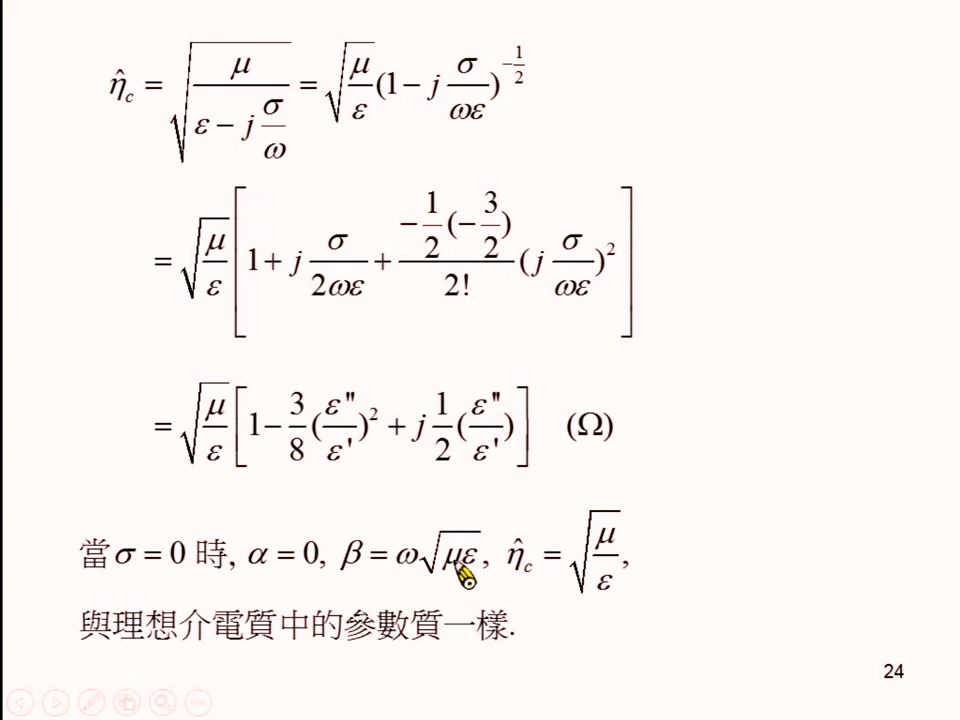 η̂_c = √(μ / (ε − j σ/ω)) = √(μ/ε) (1 − j σ/(ωε))^(−1/2)
= √(μ/ε) [1 + j σ/(2ωε) + (−1/2 (−3/2))/2! (j σ/(ωε))²]
= √(μ/ε) [1 − 3/8 (ε''/ε')² + j 1/2 (ε''/ε')] (Ω)
當 σ = 0 時, α = 0, β = ω√(με), η̂_c = √(μ/ε),
與理想介電質中的參數質一樣.
24